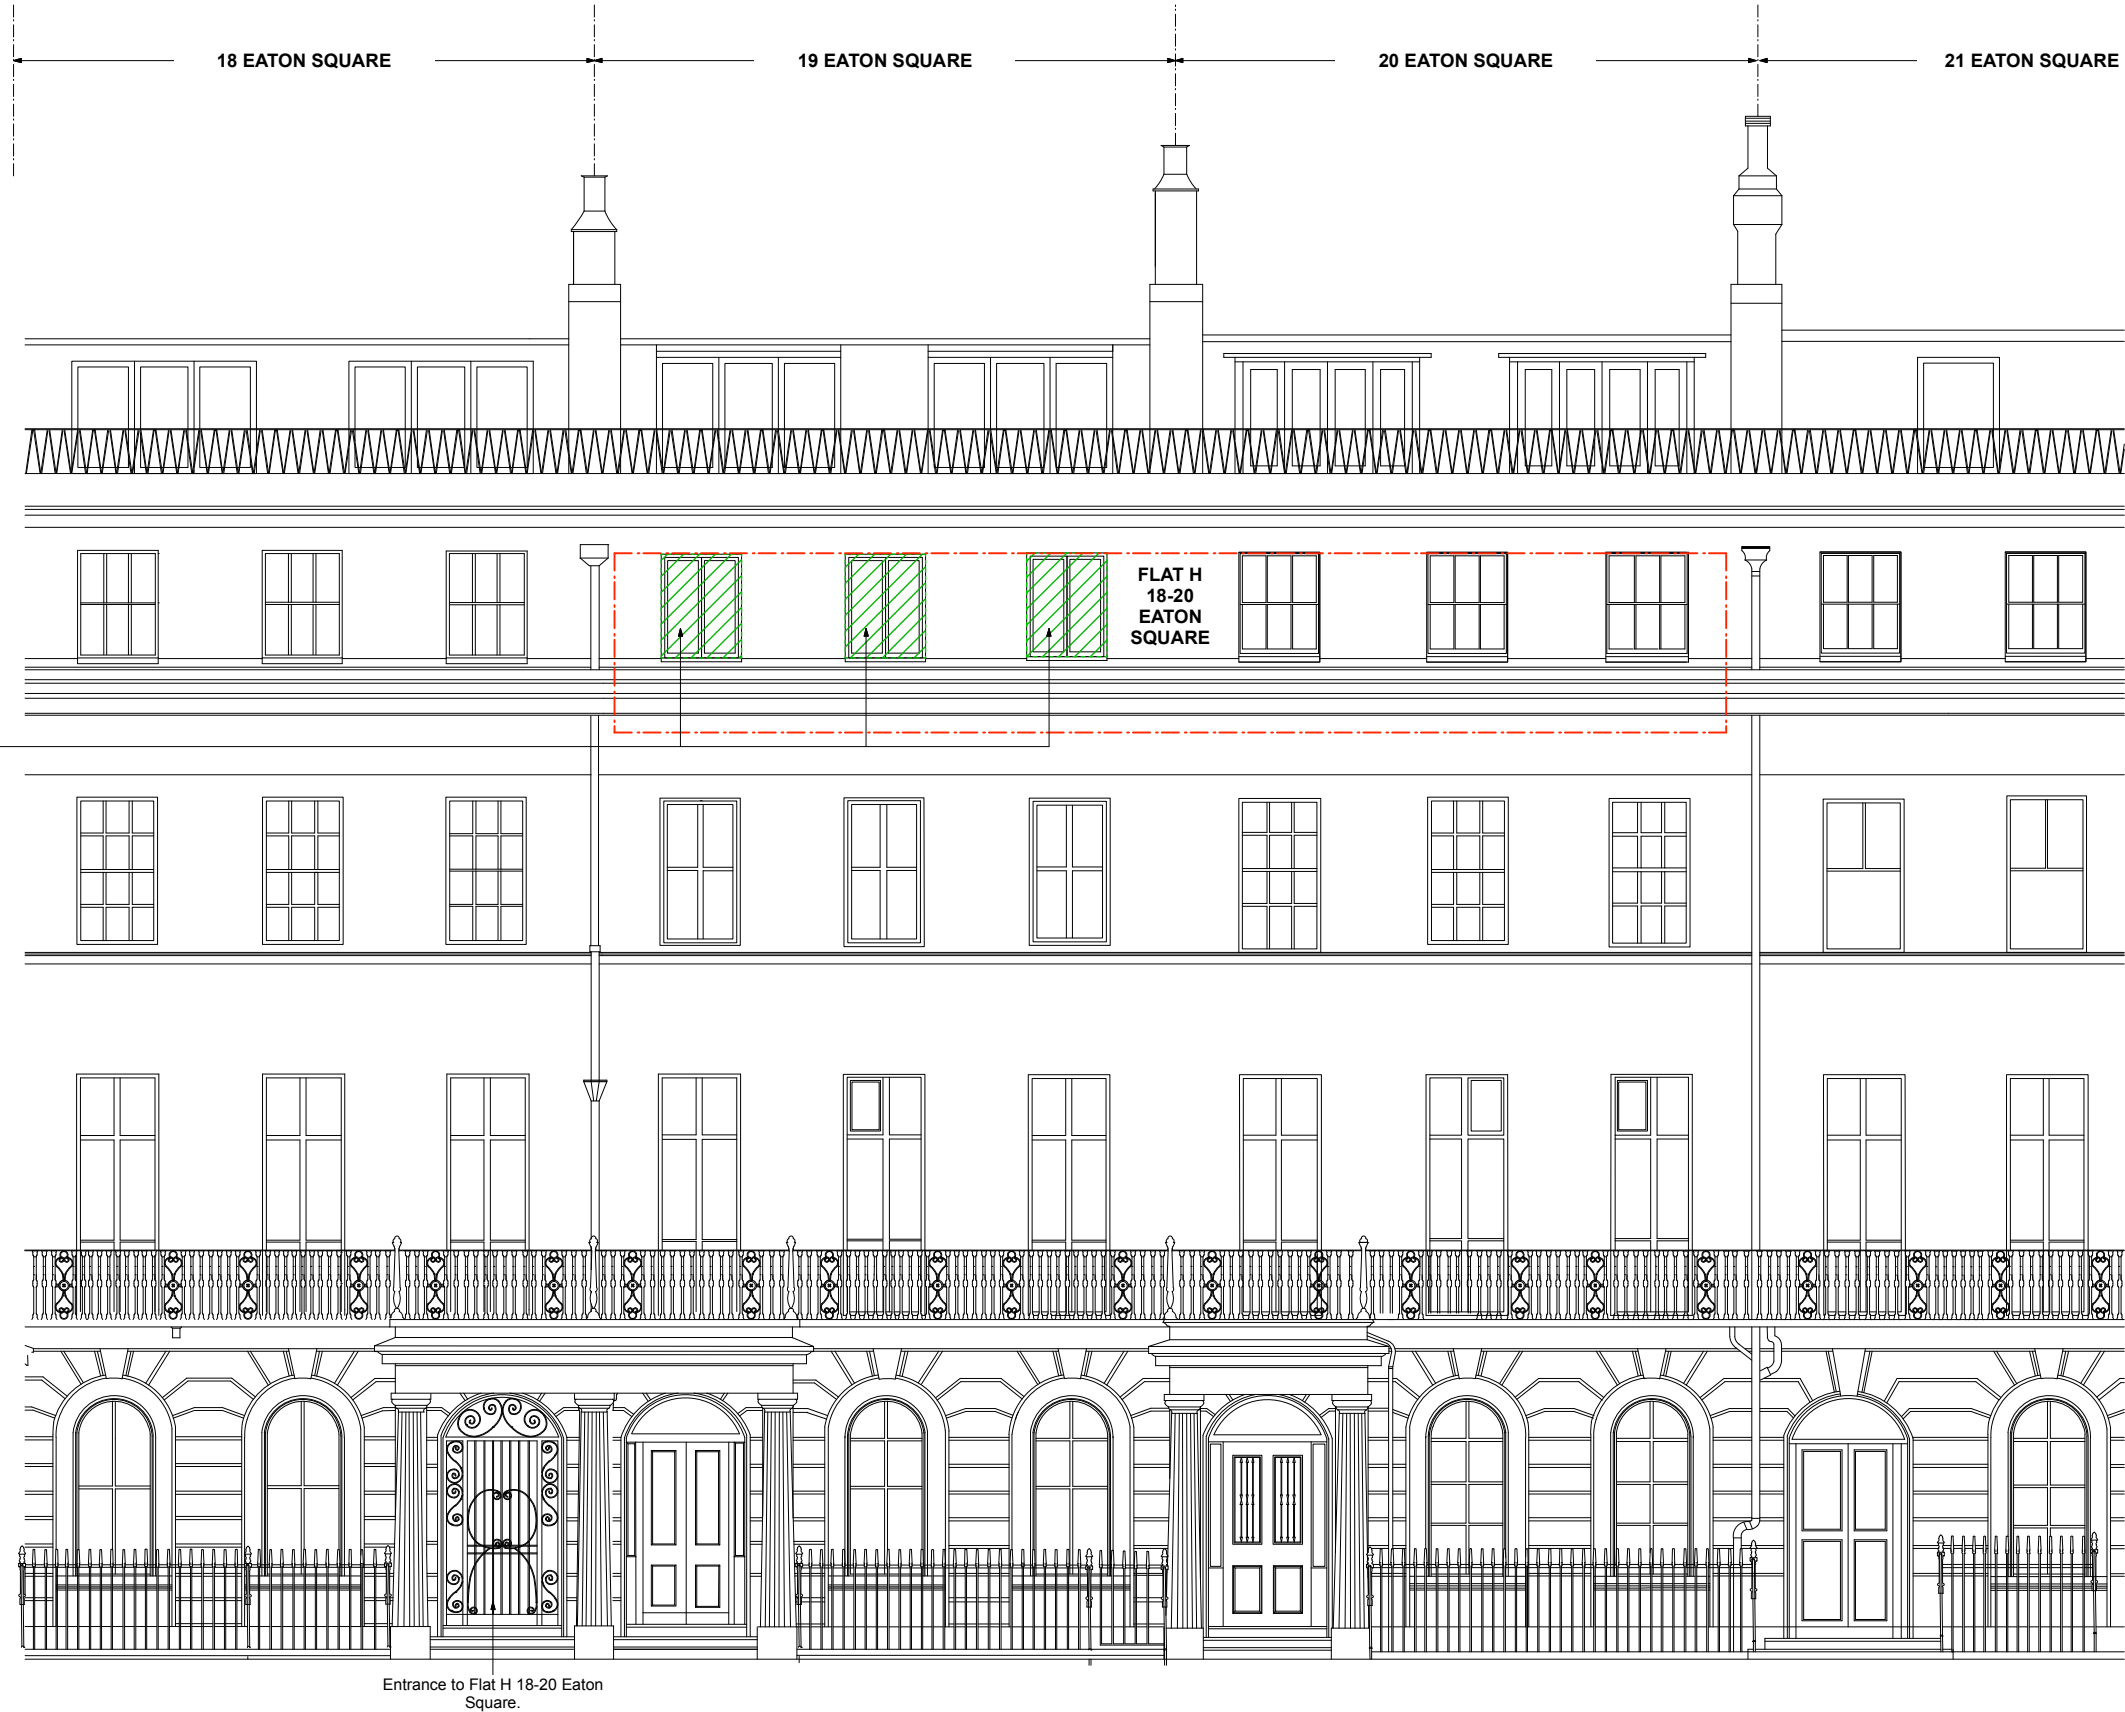 18 EATON SQUARE
19 EATON SQUARE
20 EATON SQUARE
21 EATON SQUARE
FLAT H
18-20
EATON
SQUARE
Entrance to Flat H 18-20 Eaton
Square.